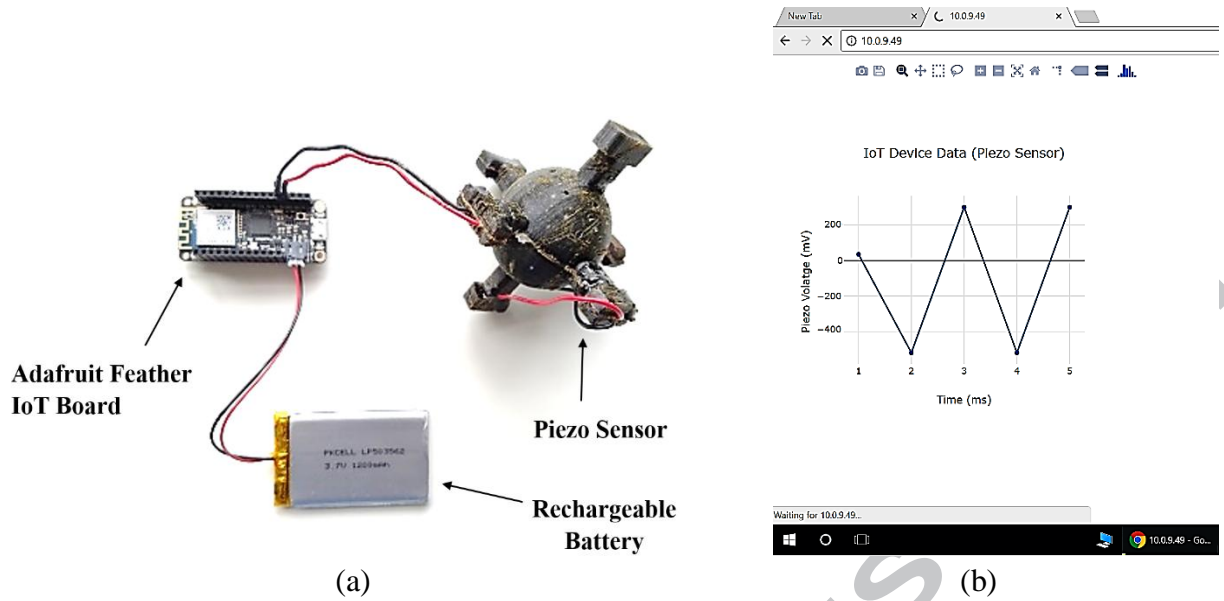 Adafruit Feather
IoT Board
PKCELL LP503562
3.7V 1200mAh
Piezo Sensor
Rechargeable
Battery
(a)
New Tab
10.0.9.49
10.0.9.49
IoT Device Data (Piezo Sensor)
Piezo Volatge (mV)
200
0
−200
−400
1 2 3 4 5
Time (ms)
Waiting for 10.0.9.49...
10.0.9.49 - Go...
(b)